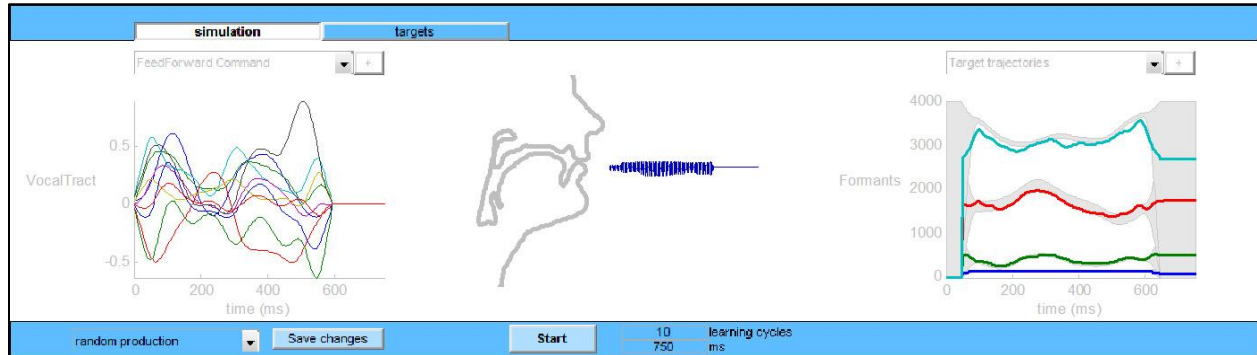 simulation
targets
FeedForward Command
+
Target trajectories
+
VocalTract
0.5
0
-0.5
0
200
400
600
time (ms)
Formants
4000
3000
2000
1000
0
0
200
400
600
time (ms)
random production
Save changes
Start
10 learning cycles
750 ms